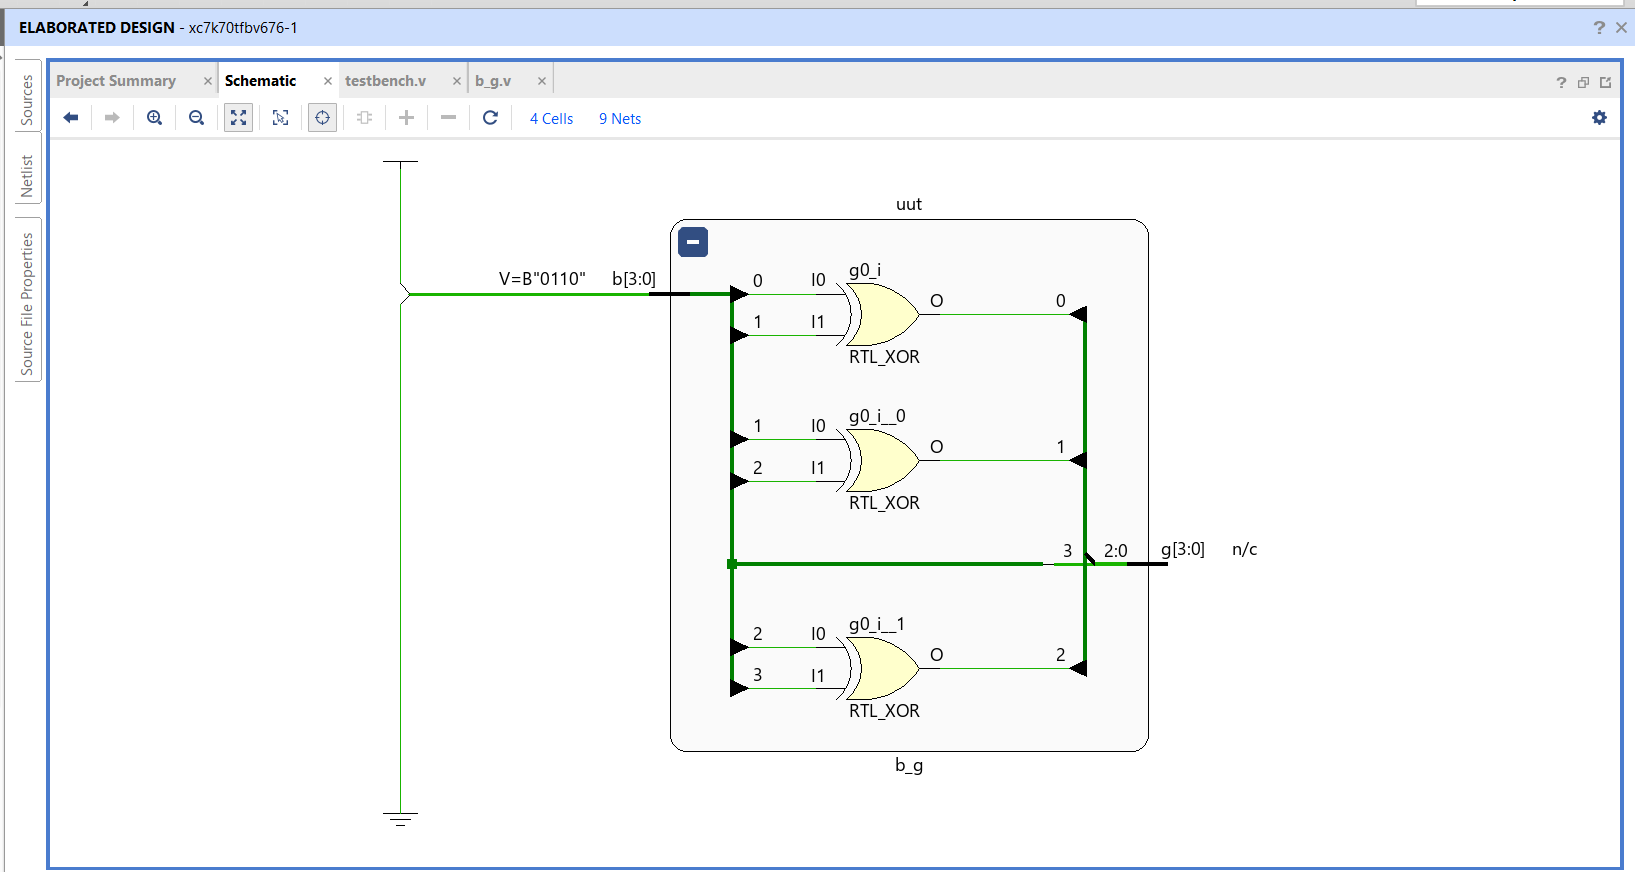 ELABORATED DESIGN - xc7k70tfbv676-1
Sources
Netlist
Source File Properties
Project Summary
Schematic
testbench.v
b_g.v
4 Cells
9 Nets
uut
V=B"0110"
b[3:0]
0 I0 g0_i O 0
1 I1
RTL_XOR
1 I0 g0_i__0 O 1
2 I1
RTL_XOR
3 2:0 g[3:0] n/c
2 I0 g0_i__1 O 2
3 I1
RTL_XOR
b_g